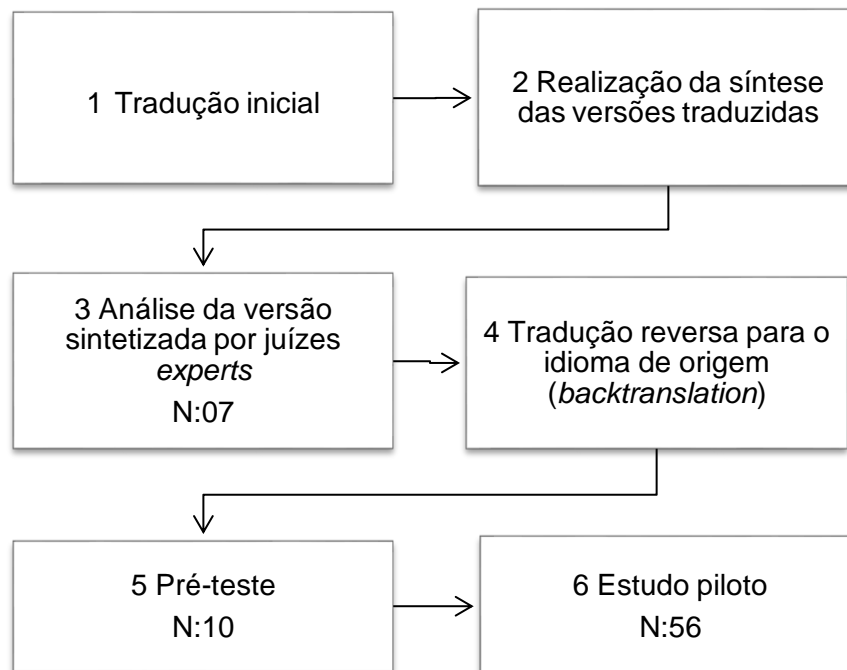 1 Tradução inicial
2 Realização da síntese
das versões traduzidas
3 Análise da versão
sintetizada por juízes
experts
N:07
4 Tradução reversa para o
idioma de origem
(backtranslation)
5 Pré-teste
N:10
6 Estudo piloto
N:56